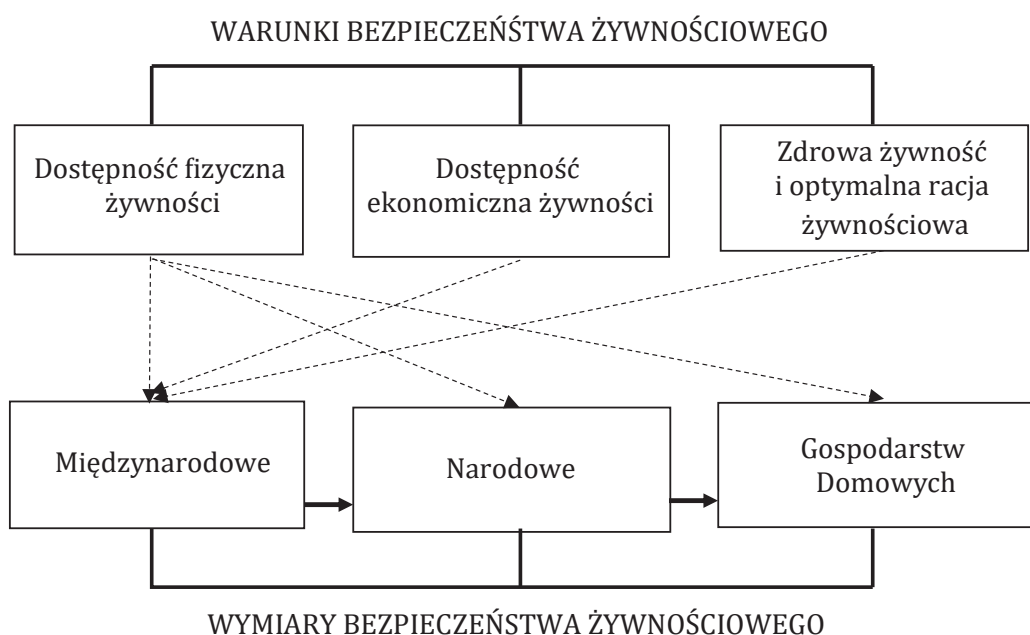 WARUNKI BEZPIECZEŃŚTWA ŻYWNOŚCIOWEGO
Dostępność fizyczna
żywności
Dostępność
ekonomiczna żywności
Zdrowa żywność
i optymalna racja
żywnościowa
Międzynarodowe
Narodowe
Gospodarstw
Domowych
WYMIARY BEZPIECZEŃSTWA ŻYWNOŚCIOWEGO